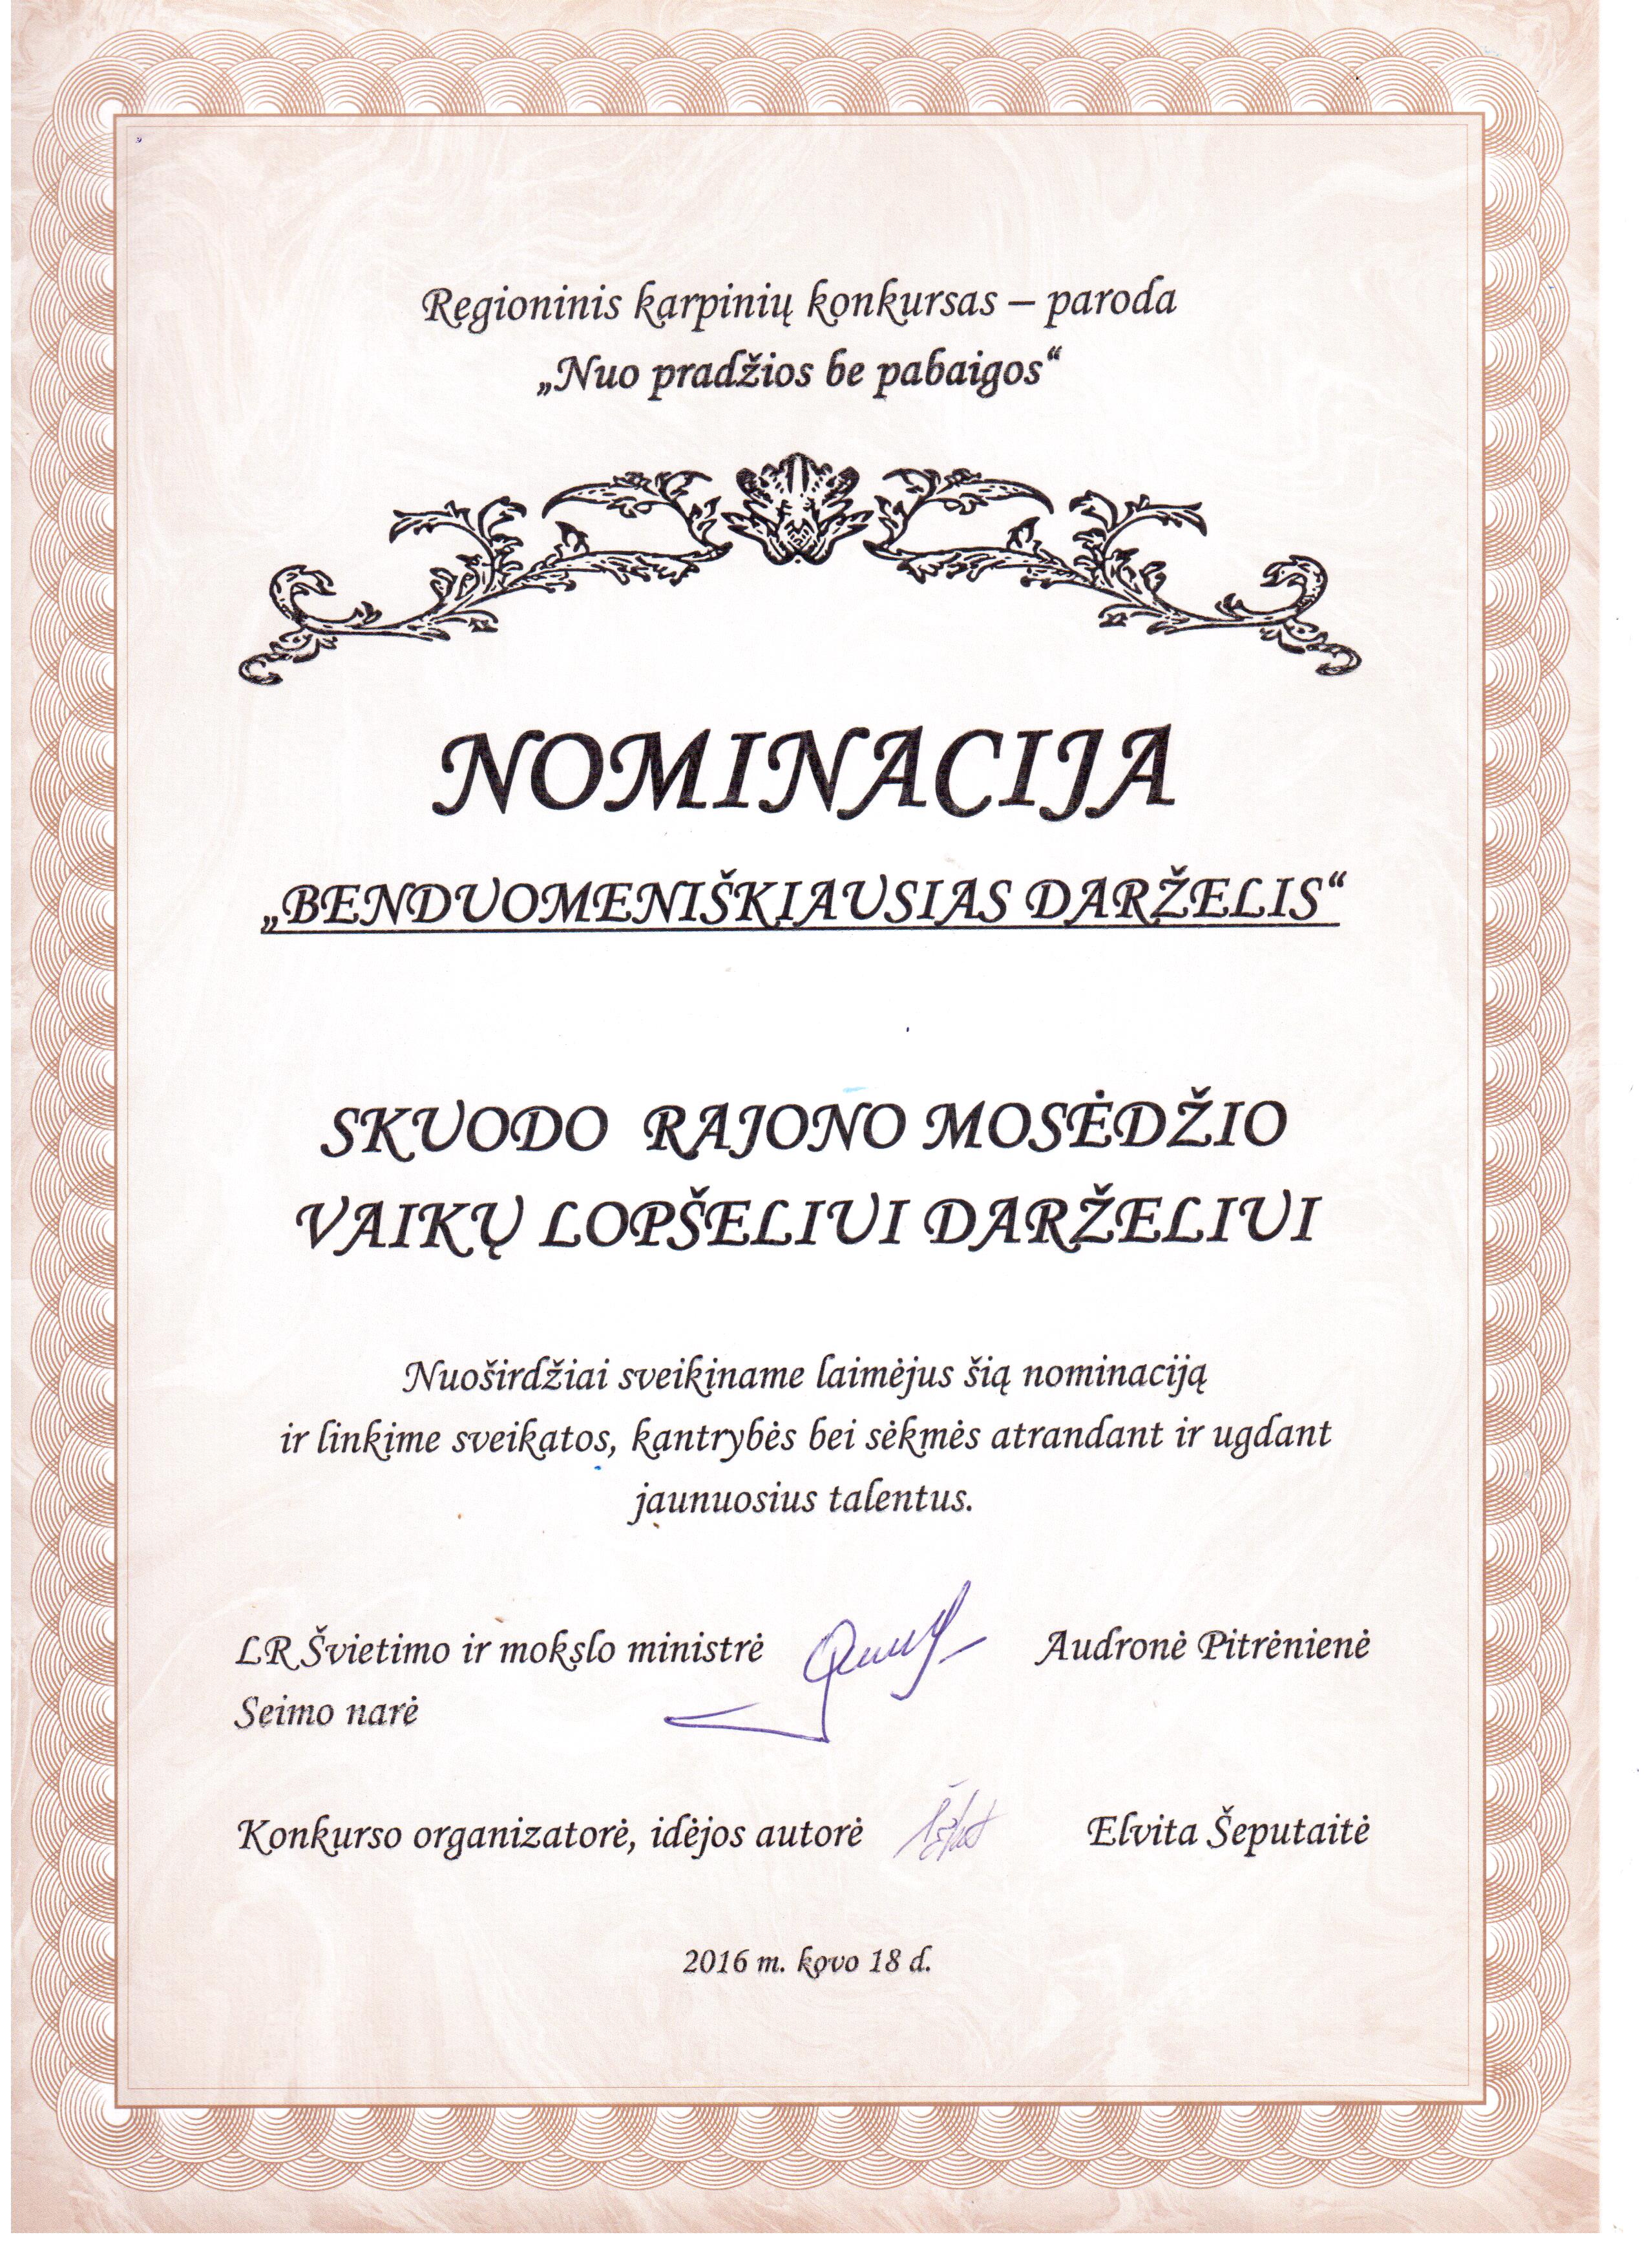 Regioninis karpinių konkursas – paroda
„Nuo pradžios be pabaigos“
NOMINACIJA
„BENDUOMENIŠKIAUSIAS DARŽELIS“
SKUODO RAJONO MOSĖDŽIO
VAIKŲ LOPŠELIUI DARŽELIUI
Nuoširdžiai sveikiname laimėjus šią nominaciją
ir linkime sveikatos, kantrybės bei sėkmės atrandant ir ugdant
jaunuosius talentus.
LR Švietimo ir mokslo ministrė Audronė Pitrėnienė
Seimo narė
Konkurso organizatorė, idėjos autorė Elvita Šeputaitė
2016 m. kovo 18 d.